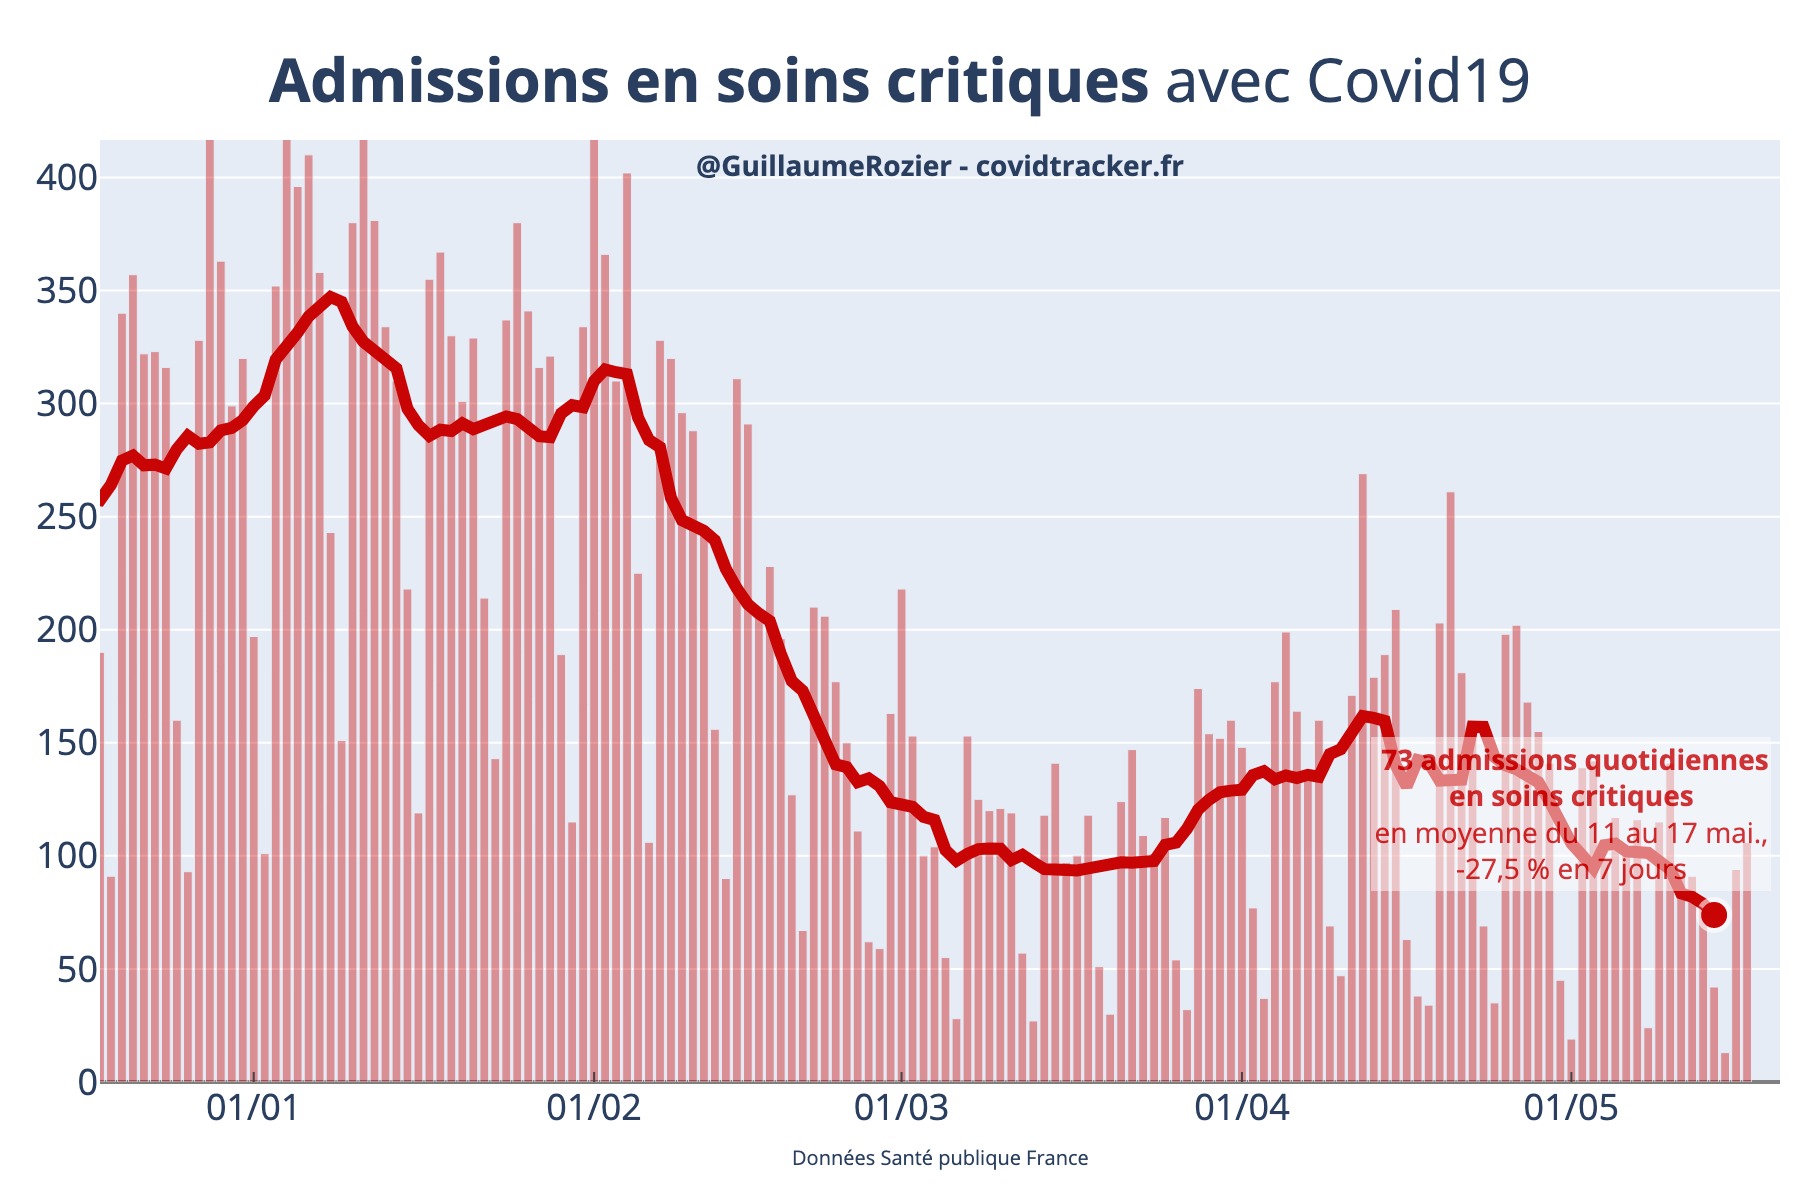 Admissions en soins critiques avec Covid19
@GuillaumeRozier - covidtracker.fr
400
350
300
250
200
150
100
50
0
73 admissions quotidiennes
en soins critiques
en moyenne du 11 au 17 mai.,
-27,5 % en 7 jours
01/01
01/02
01/03
01/04
01/05
Données Santé publique France